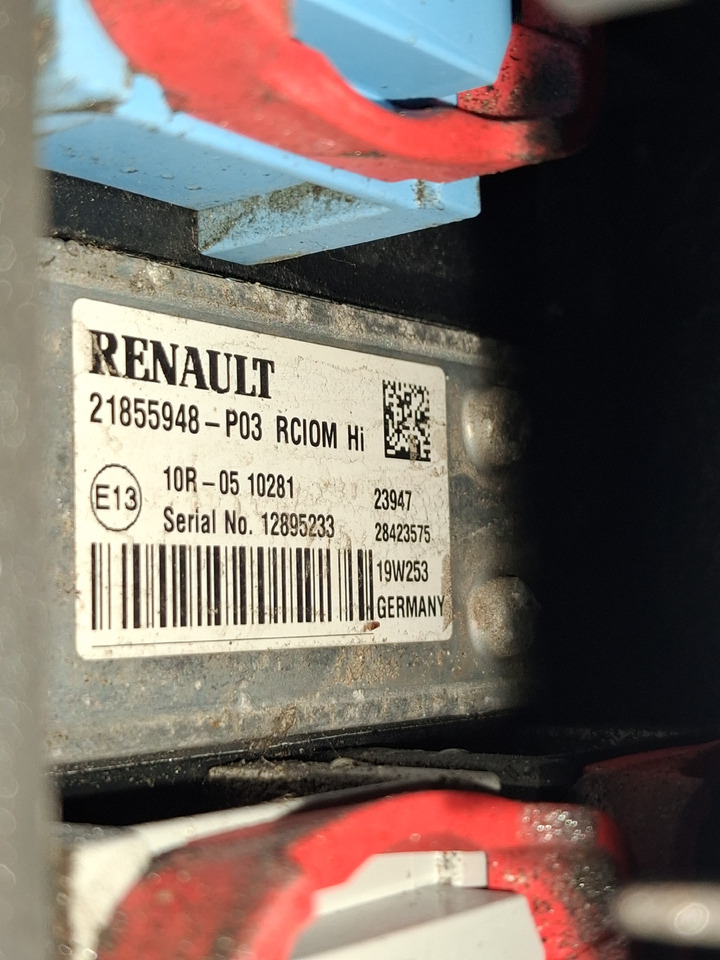 RENAULT
21855948-P03 RCIOM Hi
E13
10R-05 10281
23947
Serial No. 12895233
28423575
19W253
GERMANY